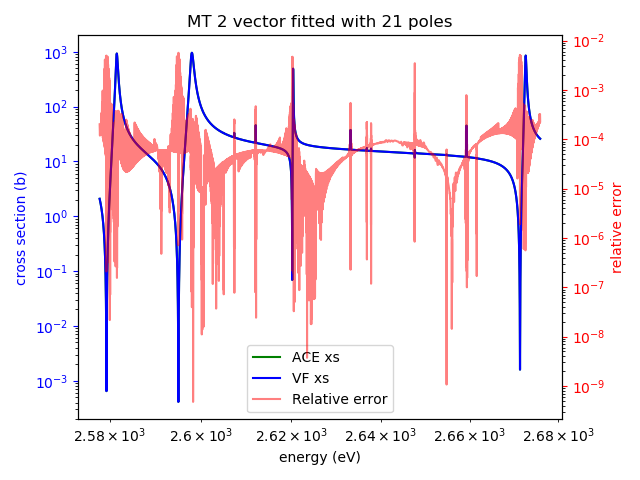 MT 2 vector fitted with 21 poles
cross section (b)
10³
10²
10¹
10⁰
10⁻¹
10⁻²
10⁻³
10⁻²
10⁻³
10⁻⁴
10⁻⁵
10⁻⁶
10⁻⁷
10⁻⁸
10⁻⁹
relative error
ACE xs
VF xs
Relative error
2.58 × 10³ 2.6 × 10³ 2.62 × 10³ 2.64 × 10³ 2.66 × 10³ 2.68 × 10³
energy (eV)